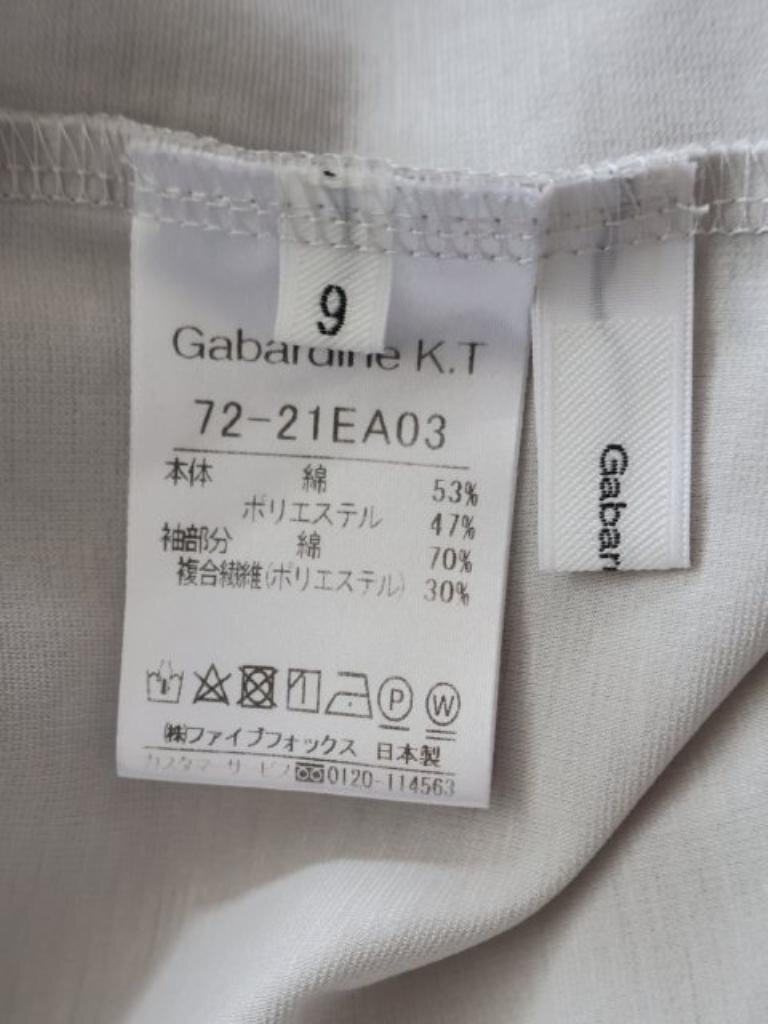 9
Gabardine K.T
72-21EA03
本体 綿 53%
ポリエステル 47%
袖部分 綿 70%
複合繊維(ポリエステル) 30%
P W
㈱ファイブフォックス 日本製
カスタマーサービス 0120-114563
Gabar